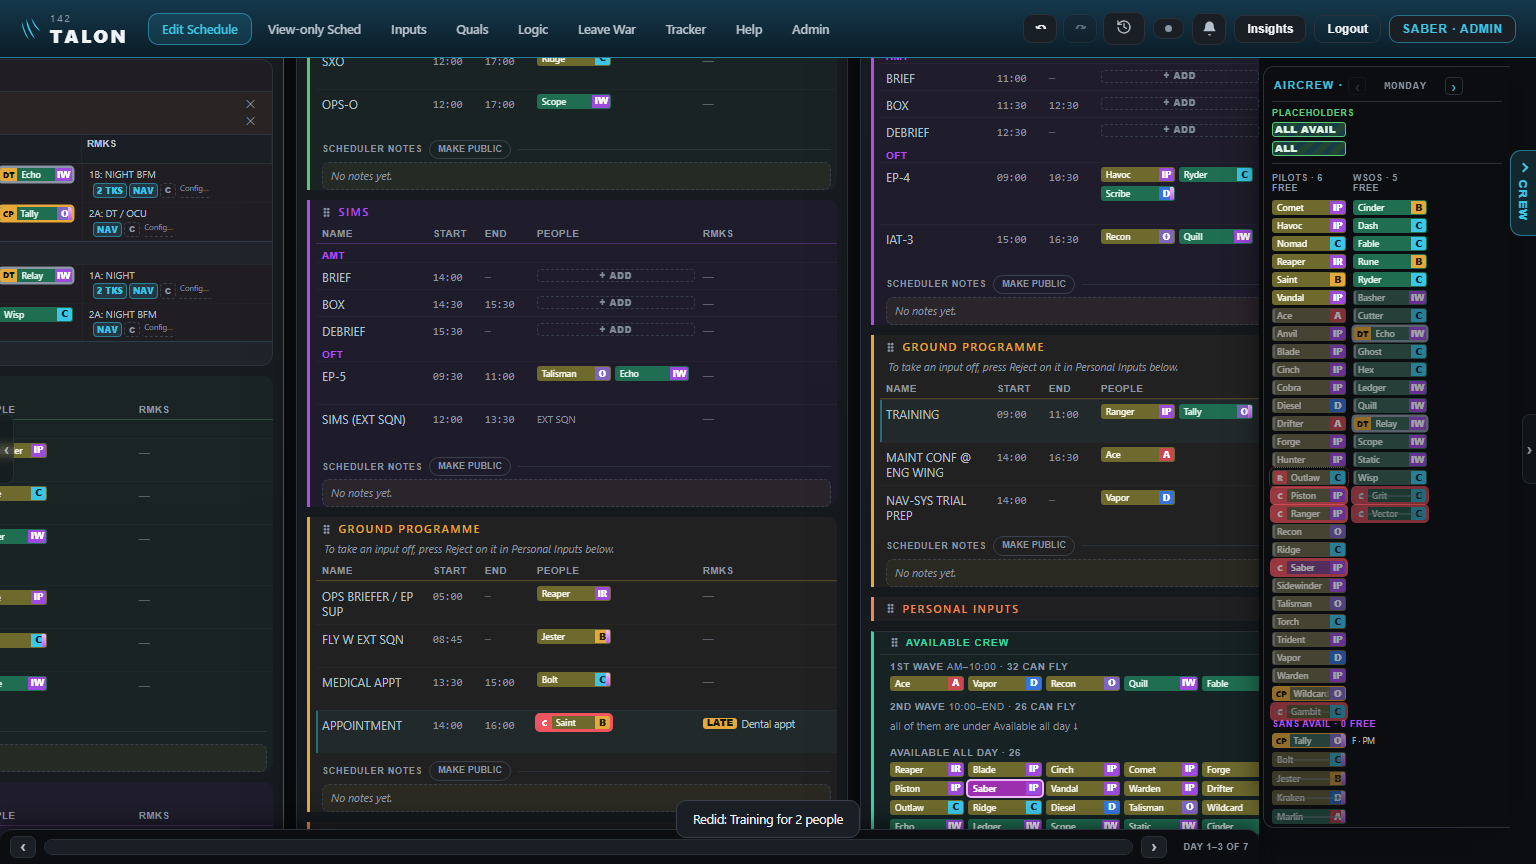 142
TALON
Edit Schedule
View-only Sched
Inputs
Quals
Logic
Leave War
Tracker
Help
Admin
Insights
Logout
SABER · ADMIN
RMKS
DT Echo IW
1B: NIGHT BFM
2 TKS NAV C Config...
CP Tally O
2A: DT / OCU
NAV C Config...
DT Relay IW
1A: NIGHT
2 TKS NAV C Config...
Wisp C
2A: NIGHT BFM
NAV C Config...
PLE
RMKS
er IP —
C —
IW —
IP —
C —
IW —
PLE
RMKS
SXO 12:00 17:00 Ridge C —
OPS-O 12:00 17:00 Scope IW —
SCHEDULER NOTES MAKE PUBLIC
No notes yet.
SIMS
NAME START END PEOPLE RMKS
AMT
BRIEF 14:00 — + ADD —
BOX 14:30 15:30 + ADD —
DEBRIEF 15:30 — + ADD —
OFT
EP-5 09:30 11:00 Talisman O Echo IW —
SIMS (EXT SQN) 12:00 13:30 EXT SQN
SCHEDULER NOTES MAKE PUBLIC
No notes yet.
GROUND PROGRAMME
To take an input off, press Reject on it in Personal Inputs below.
NAME START END PEOPLE RMKS
OPS BRIEFER / EP SUP 05:00 — Reaper IR —
FLY W EXT SQN 08:45 — Jester B —
MEDICAL APPT 13:30 15:00 Bolt C —
APPOINTMENT 14:00 16:00 C Saint B LATE Dental appt
SCHEDULER NOTES MAKE PUBLIC
No notes yet.
AMT
BRIEF 11:00 — + ADD
BOX 11:30 12:30 + ADD
DEBRIEF 12:30 — + ADD
OFT
EP-4 09:00 10:30 Havoc IP Ryder C
Scribe D
IAT-3 15:00 16:30 Recon O Quill IW
SCHEDULER NOTES MAKE PUBLIC
No notes yet.
GROUND PROGRAMME
To take an input off, press Reject on it in Personal Inputs below.
NAME START END PEOPLE
TRAINING 09:00 11:00 Ranger IP Tally O
MAINT CONF @ ENG WING 14:00 16:30 Ace A
NAV-SYS TRIAL PREP 14:00 — Vapor D
SCHEDULER NOTES MAKE PUBLIC
No notes yet.
PERSONAL INPUTS
AVAILABLE CREW
1ST WAVE AM–10:00 · 32 CAN FLY
Ace A Vapor D Recon O Quill IW Fable
2ND WAVE 10:00–END · 26 CAN FLY
all of them are under Available all day ↓
AVAILABLE ALL DAY · 26
Reaper IR Blade IP Cinch IP Comet IP Forge
Piston IP Saber IP Vandal IP Warden IP Drifter
Outlaw C Ridge C Diesel D Talisman O Wildcard
Echo IW Ledger IW Scope IW Static IW Cinder
AIRCREW · ‹ MONDAY ›
PLACEHOLDERS
ALL AVAIL
ALL
PILOTS · 6 FREE
WSOS · 5 FREE
Comet IP Cinder B
Havoc IP Dash C
Nomad C Fable C
Reaper IR Rune B
Saint B Ryder C
Vandal IP Basher IW
Ace A Cutter C
Anvil IP DT Echo IW
Blade IP Ghost C
Cinch IP Hex C
Cobra IP Ledger IW
Diesel D Quill IW
Drifter A DT Relay IW
Forge IP Scope IW
Hunter IP Static IW
R Outlaw C Wisp C
C Piston IP C Grit C
C Ranger IP C Vector C
Recon O
Ridge C
C Saber IP
Sidewinder IP
Talisman O
Torch C
Trident IP
Vapor D
Warden IP
CP Wildcard O
C Gambit C
SANS AVAIL · 0 FREE
CP Tally O F · PM
Bolt C
Jester B
Kraken D
Marlin A
CREW
Redid: Training for 2 people
DAY 1–3 OF 7